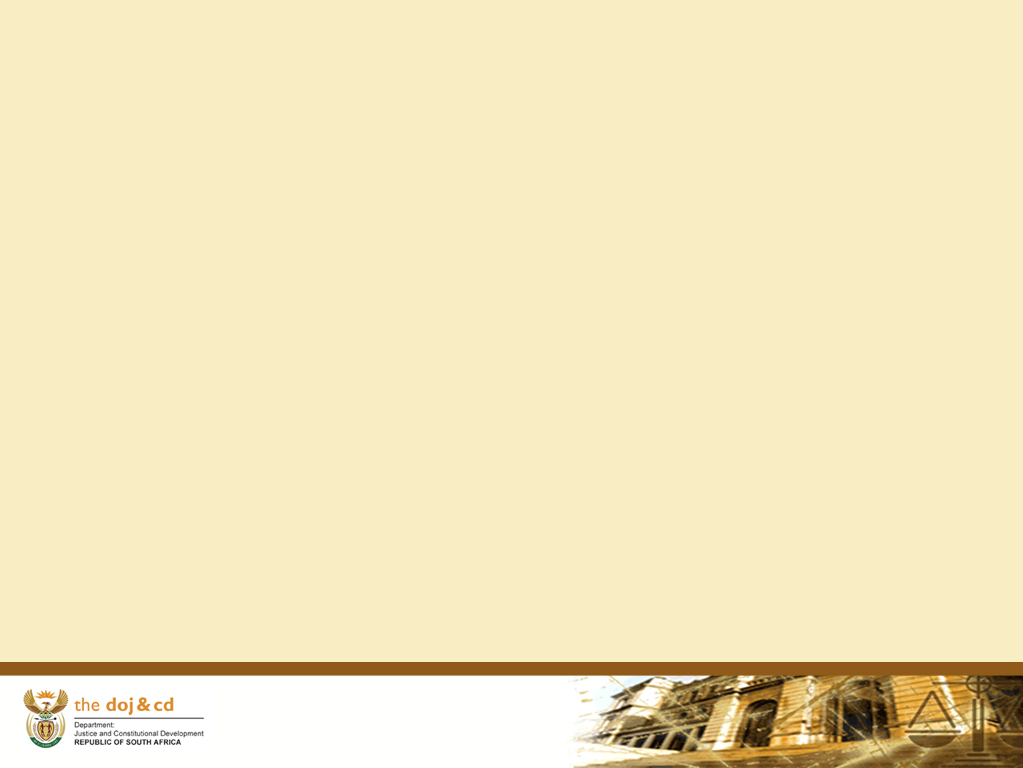 the doj & cd
Department:
Justice and Constitutional Development
REPUBLIC OF SOUTH AFRICA